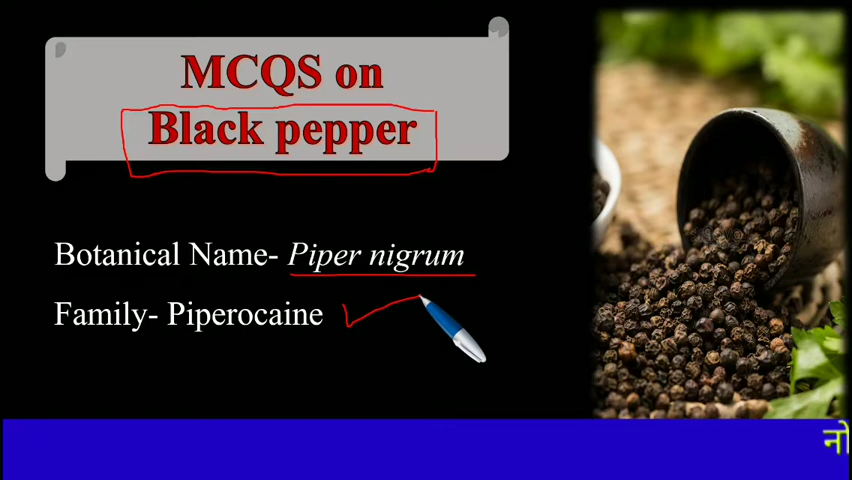 MCQS on
Black pepper
Botanical Name- Piper nigrum
Family- Piperocaine
नो